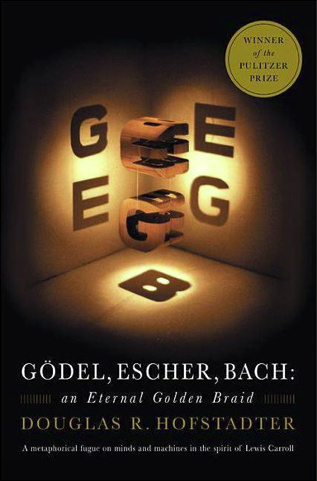 WINNER
of the
PULITZER
PRIZE
G E
E G
B
GÖDEL, ESCHER, BACH:
an Eternal Golden Braid
DOUGLAS R. HOFSTADTER
A metaphorical fugue on minds and machines in the spirit of Lewis Carroll